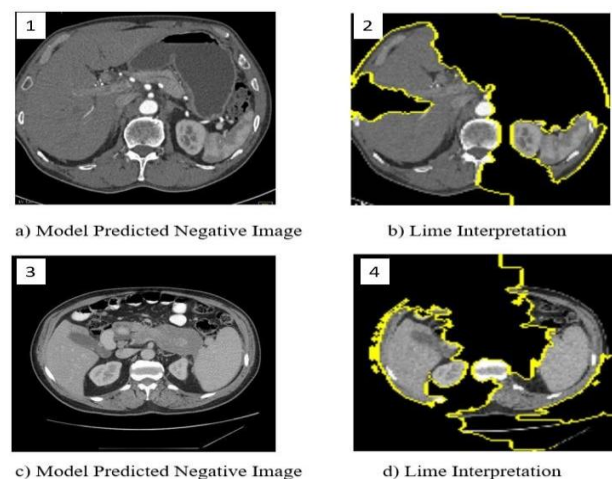 1
2
a) Model Predicted Negative Image
b) Lime Interpretation
3
4
c) Model Predicted Negative Image
d) Lime Interpretation